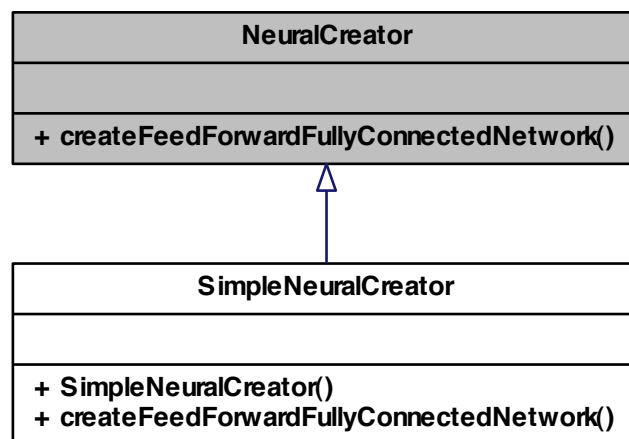 NeuralCreator
+ createFeedForwardFullyConnectedNetwork()
SimpleNeuralCreator
+ SimpleNeuralCreator()
+ createFeedForwardFullyConnectedNetwork()